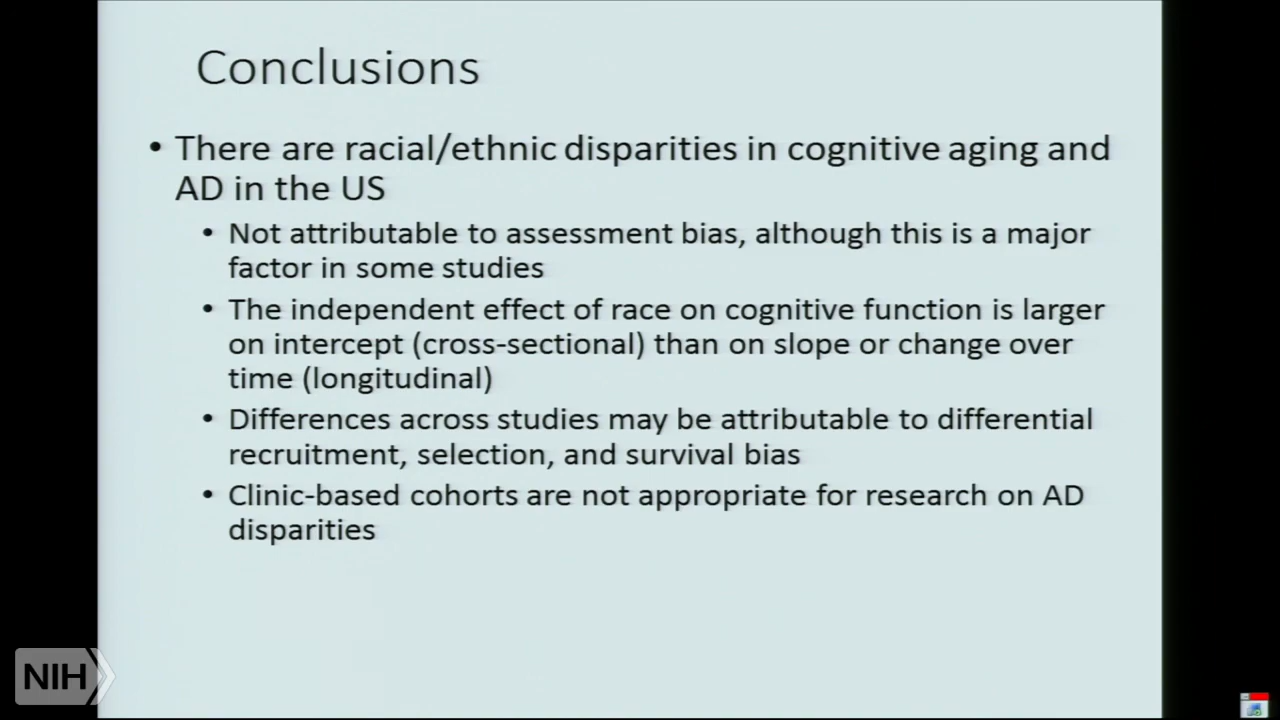 Conclusions
• There are racial/ethnic disparities in cognitive aging and
AD in the US
• Not attributable to assessment bias, although this is a major
factor in some studies
• The independent effect of race on cognitive function is larger
on intercept (cross-sectional) than on slope or change over
time (longitudinal)
• Differences across studies may be attributable to differential
recruitment, selection, and survival bias
• Clinic-based cohorts are not appropriate for research on AD
disparities
NIH